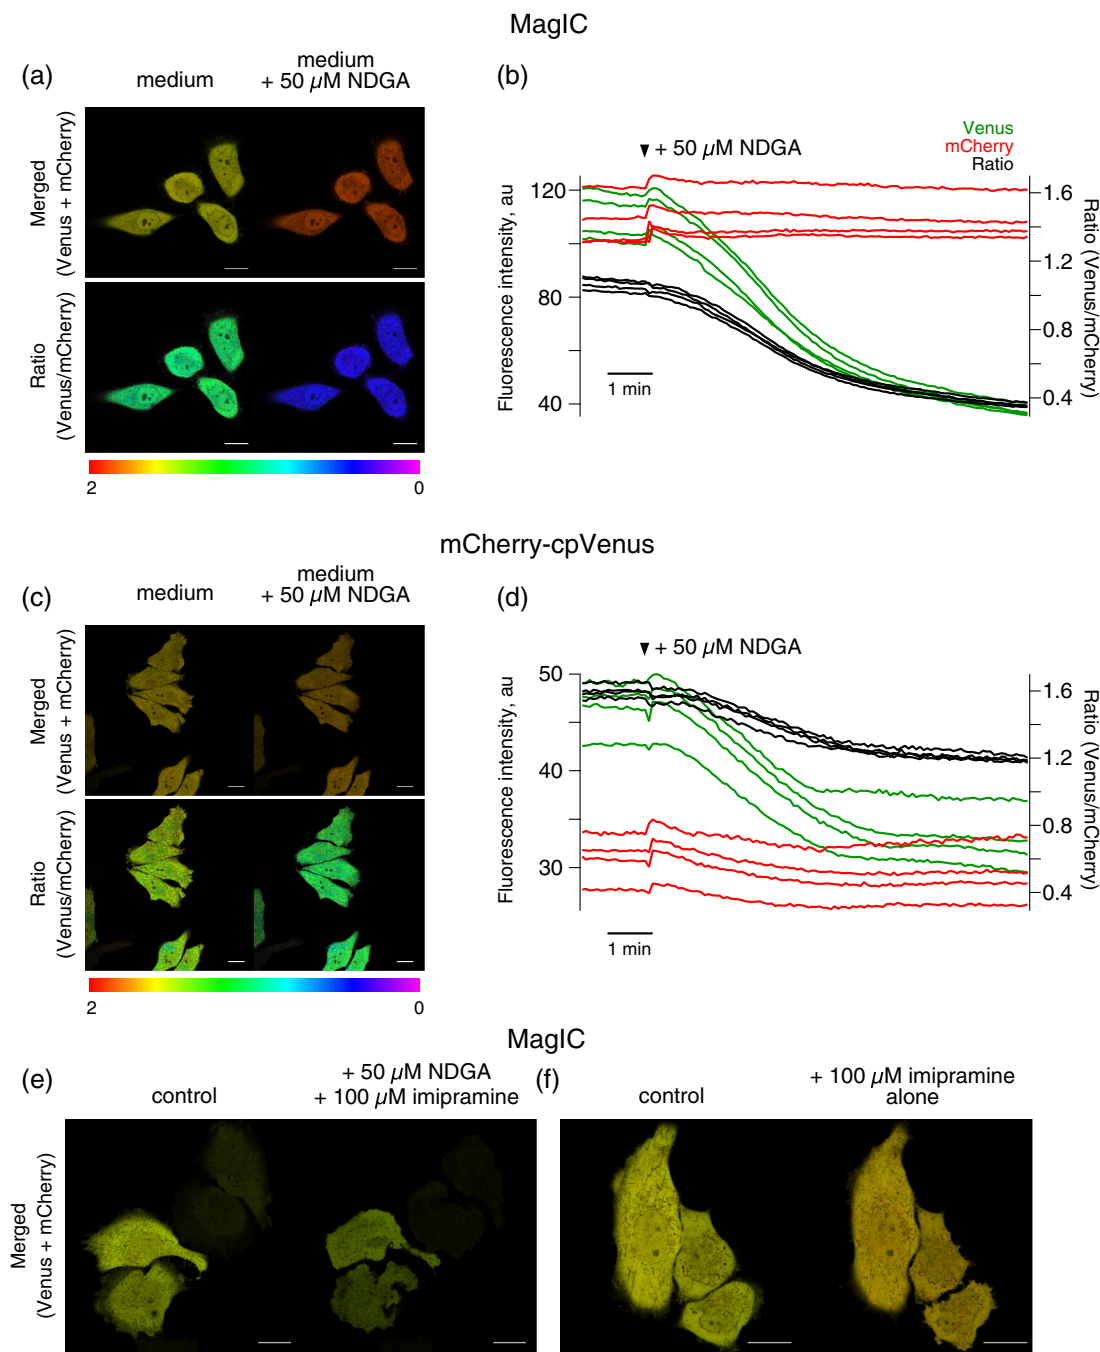 MagIC
(a)
medium
medium
+ 50 µM NDGA
Merged
(Venus + mCherry)
Ratio
(Venus/mCherry)
2
0
(b)
Venus
mCherry
Ratio
+ 50 µM NDGA
Fluorescence intensity, au
120
80
40
1 min
1.6
1.2
0.8
0.4
Ratio (Venus/mCherry)
mCherry-cpVenus
(c)
medium
medium
+ 50 µM NDGA
Merged
(Venus + mCherry)
Ratio
(Venus/mCherry)
2
0
(d)
+ 50 µM NDGA
Fluorescence intensity, au
50
40
30
1 min
1.6
1.2
0.8
0.4
Ratio (Venus/mCherry)
MagIC
(e)
control
+ 50 µM NDGA
+ 100 µM imipramine
Merged
(Venus + mCherry)
(f)
control
+ 100 µM imipramine
alone